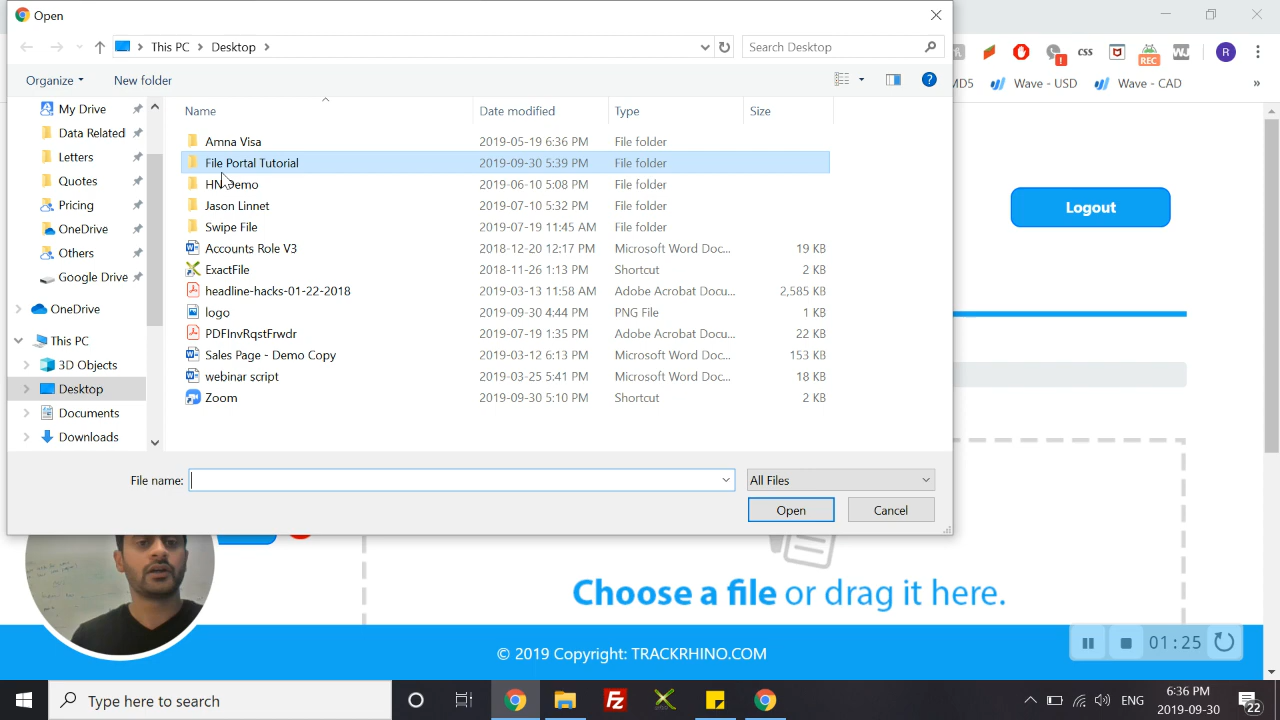 Open
This PC > Desktop >
Search Desktop
Organize
New folder
My Drive
Data Related
Letters
Quotes
Pricing
OneDrive
Others
Google Drive
OneDrive
This PC
3D Objects
Desktop
Documents
Downloads
Name Date modified Type Size
Amna Visa 2019-05-19 6:36 PM File folder
File Portal Tutorial 2019-09-30 5:39 PM File folder
2019-06-10 5:08 PM File folder
Jason Linnet 2019-07-10 5:32 PM File folder
Swipe File 2019-07-19 11:45 AM File folder
Accounts Role V3 2018-12-20 12:17 PM Microsoft Word Doc... 19 KB
ExactFile 2018-11-26 1:13 PM Shortcut 2 KB
headline-hacks-01-22-2018 2019-03-13 11:58 AM Adobe Acrobat Docu... 2,585 KB
logo 2019-09-30 4:44 PM PNG File 1 KB
PDFInvRqstFrwdr 2019-07-19 1:35 PM Adobe Acrobat Docu... 22 KB
Sales Page - Demo Copy 2019-03-12 6:13 PM Microsoft Word Doc... 153 KB
webinar script 2019-03-25 5:41 PM Microsoft Word Doc... 18 KB
Zoom 2019-09-30 5:10 PM Shortcut 2 KB
File name:
All Files
Open
Cancel
css
REC
R
MD5
Wave - USD
Wave - CAD
»
Logout
Choose a file or drag it here.
© 2019 Copyright: TRACKRHINO.COM
01:25
Type here to search
ENG
6:36 PM
2019-09-30
22